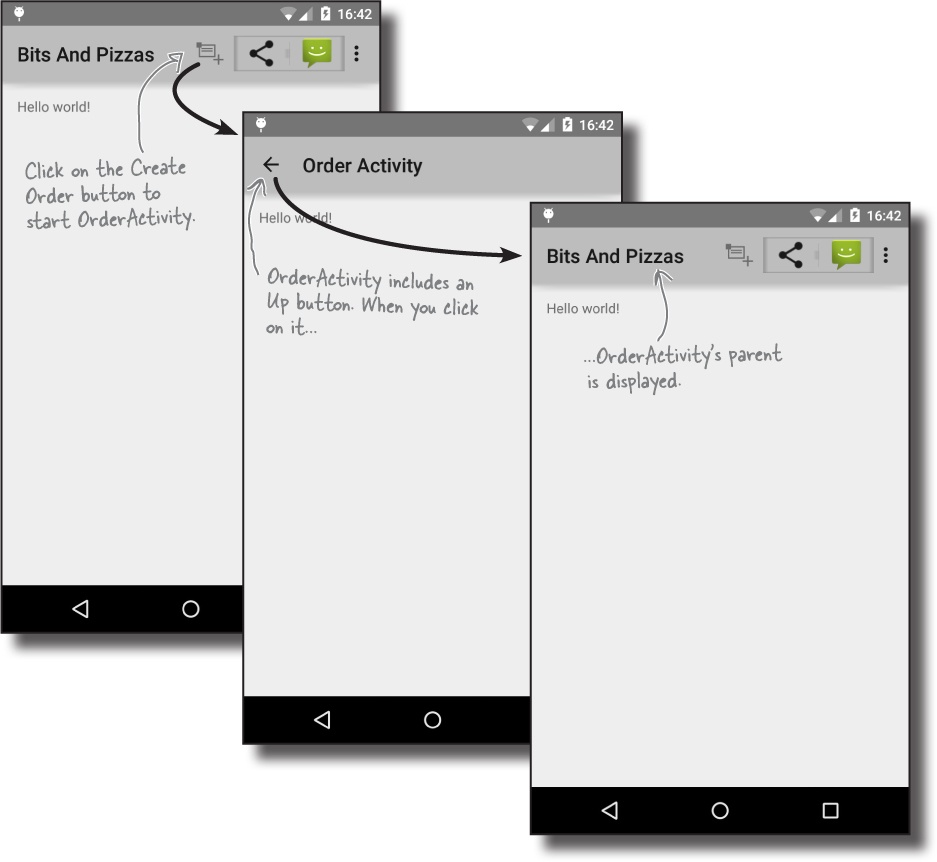 16:42
Bits And Pizzas
Hello world!
Click on the Create
Order button to
start OrderActivity.
16:42
Order Activity
Hello world!
OrderActivity includes an
Up button. When you click
on it...
16:42
Bits And Pizzas
Hello world!
...OrderActivity's parent
is displayed.